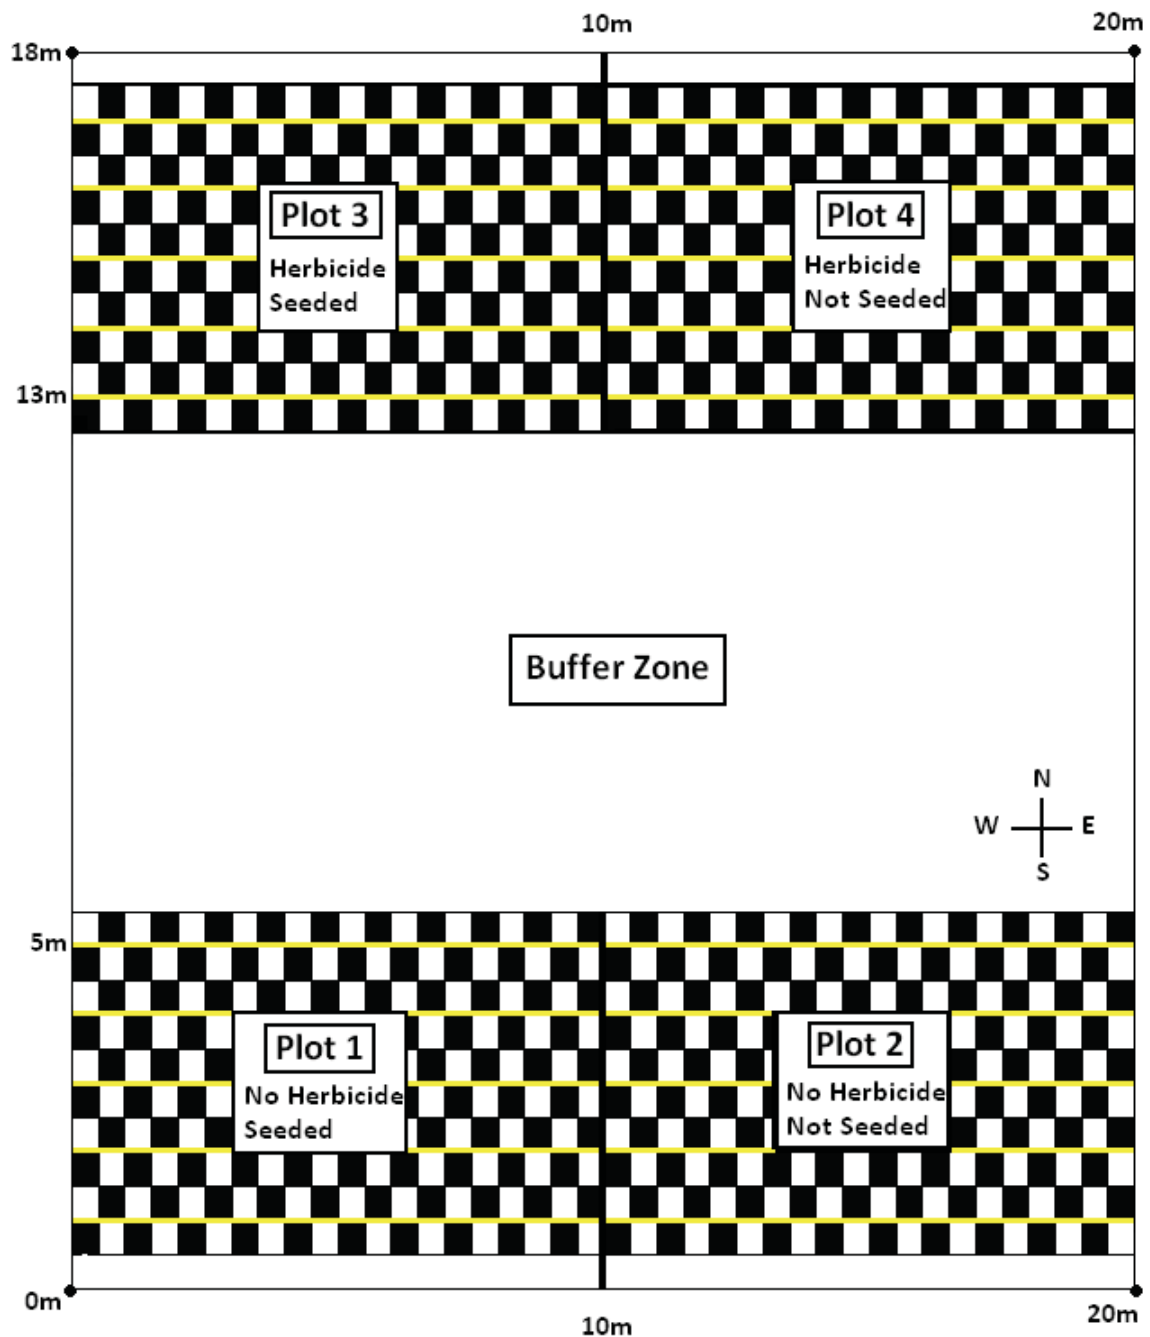 10m
20m
18m
Plot 3
Herbicide
Seeded
Plot 4
Herbicide
Not Seeded
13m
Buffer Zone
N
W E
S
5m
Plot 1
No Herbicide
Seeded
Plot 2
No Herbicide
Not Seeded
0m
10m
20m